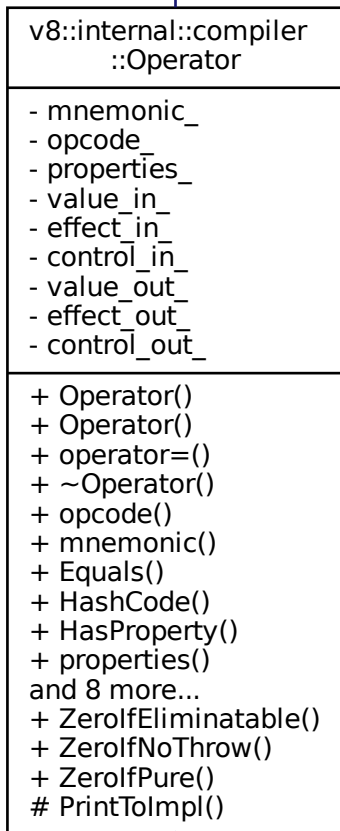 v8::internal::compiler
::Operator
- mnemonic_
- opcode_
- properties_
- value_in_
- effect_in_
- control_in_
- value_out_
- effect_out_
- control_out_
+ Operator()
+ Operator()
+ operator=()
+ ~Operator()
+ opcode()
+ mnemonic()
+ Equals()
+ HashCode()
+ HasProperty()
+ properties()
and 8 more...
+ ZeroIfEliminatable()
+ ZeroIfNoThrow()
+ ZeroIfPure()
# PrintToImpl()